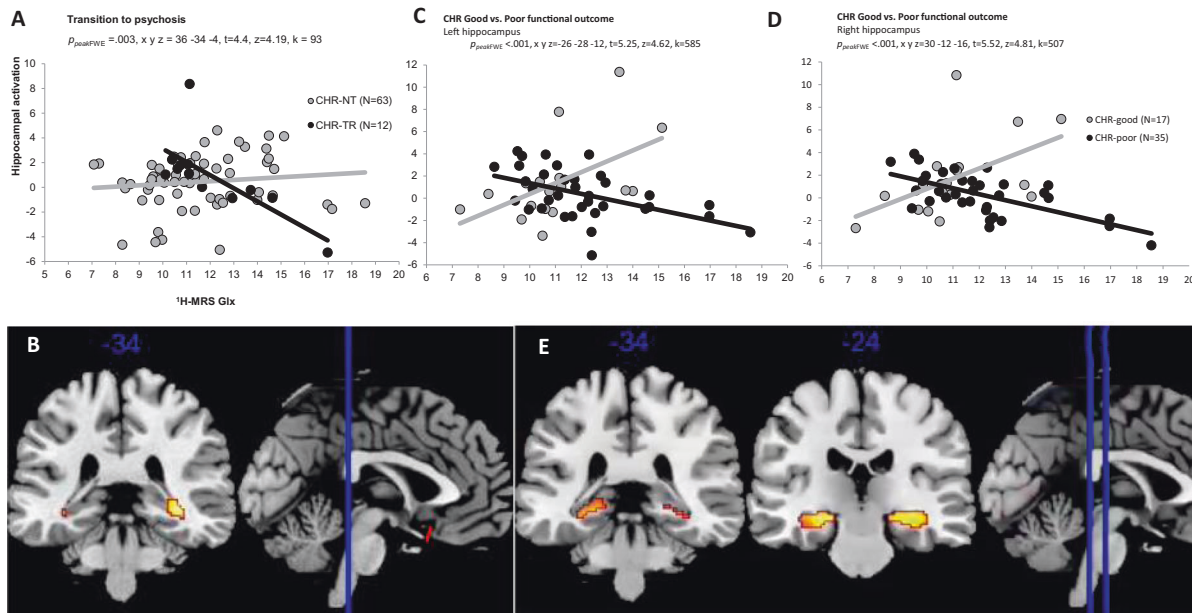 A
Transition to psychosis
p peakFWE =.003, x y z = 36 -34 -4, t=4.4, z=4.19, k = 93
Hippocampal activation
10
8
6
4
2
0
-2
-4
-6
6 7 8 9 10 11 12 13 14 15 16 17 18 19 20
CHR-NT (N=63)
CHR-TR (N=12)
¹H-MRS Glx
C
CHR Good vs. Poor functional outcome
Left hippocampus
p peakFWE <.001, x y z=-26 -28 -12, t=5.25, z=4.62, k=585
12
10
8
6
4
2
0
-2
-4
-6
6 7 8 9 10 11 12 13 14 15 16 17 18 19 20
D
CHR Good vs. Poor functional outcome
Right hippocampus
p peakFWE <.001, x y z=30 -12 -16, t=5.52, z=4.81, k=507
12
10
8
6
4
2
0
-2
-4
-6
6 7 8 9 10 11 12 13 14 15 16 17 18 19 20
CHR-good (N=17)
CHR-poor (N=35)
B
-34
E
-34
-24